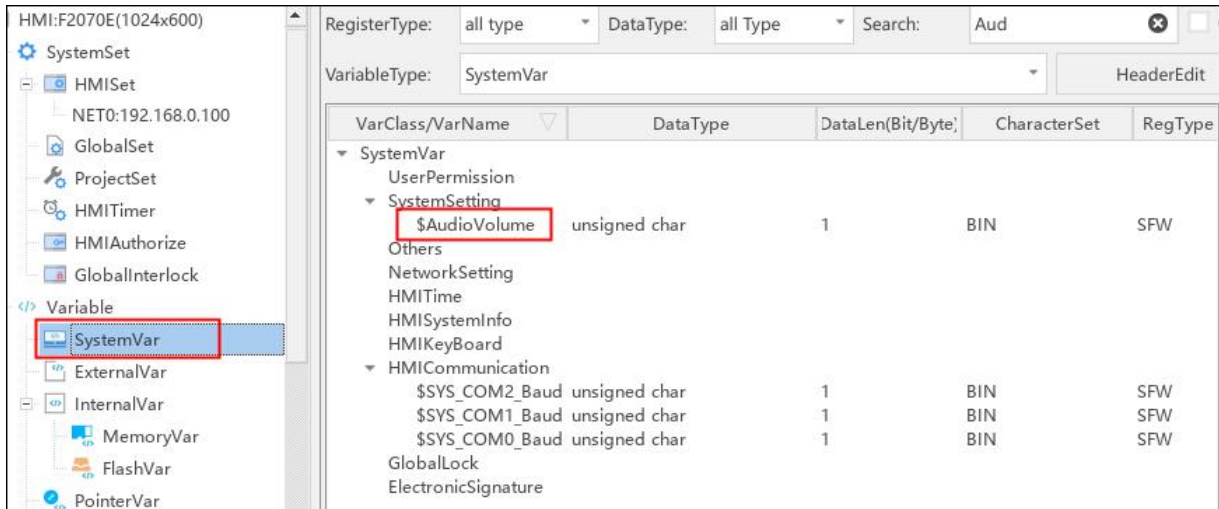 HMI:F2070E(1024x600)
SystemSet
HMISet
NET0:192.168.0.100
GlobalSet
ProjectSet
HMITimer
HMIAuthorize
GlobalInterlock
Variable
SystemVar
ExternalVar
InternalVar
MemoryVar
FlashVar
PointerVar
RegisterType: all type DataType: all Type Search: Aud
VariableType: SystemVar HeaderEdit
VarClass/VarName DataType DataLen(Bit/Byte) CharacterSet RegType
SystemVar
UserPermission
SystemSetting
$AudioVolume unsigned char 1 BIN SFW
Others
NetworkSetting
HMITime
HMISystemInfo
HMIKeyBoard
HMICommunication
$SYS_COM2_Baud unsigned char 1 BIN SFW
$SYS_COM1_Baud unsigned char 1 BIN SFW
$SYS_COM0_Baud unsigned char 1 BIN SFW
GlobalLock
ElectronicSignature